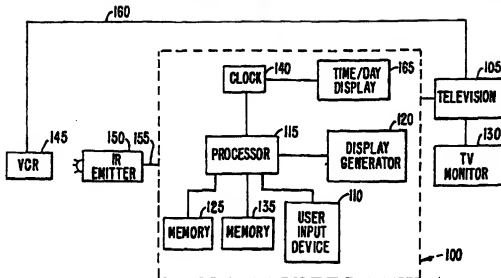 160
165
140
105
CLOCK
TIME/DAY
DISPLAY
TELEVISION
145
150
155
115
120
130
VCR
IR
EMITTER
PROCESSOR
DISPLAY
GENERATOR
TV
MONITOR
125
135
110
MEMORY
MEMORY
USER
INPUT
DEVICE
100